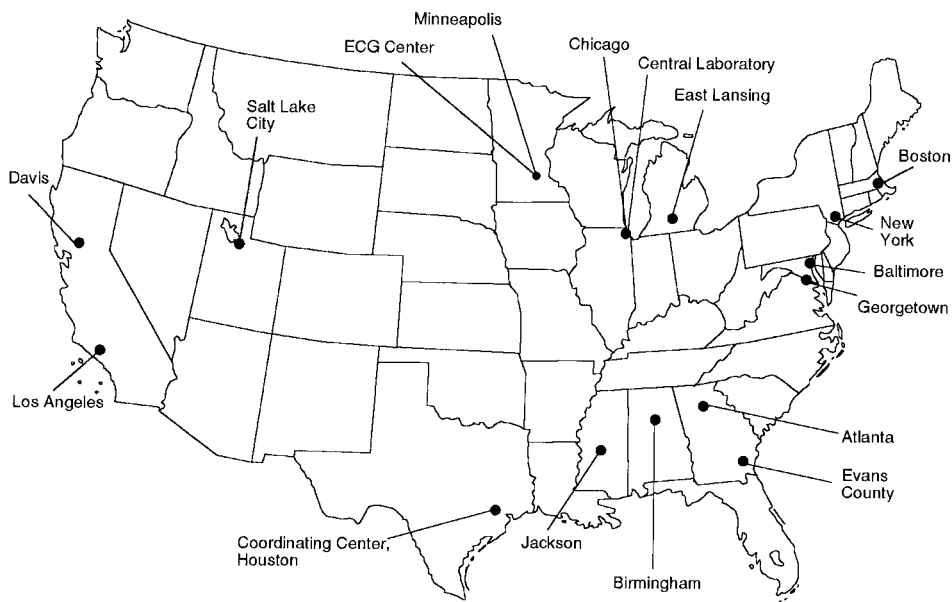 Minneapolis
ECG Center
Chicago
Central Laboratory
East Lansing
Salt Lake
City
Boston
Davis
New
York
Baltimore
Georgetown
Los Angeles
Atlanta
Evans
County
Coordinating Center,
Houston
Jackson
Birmingham